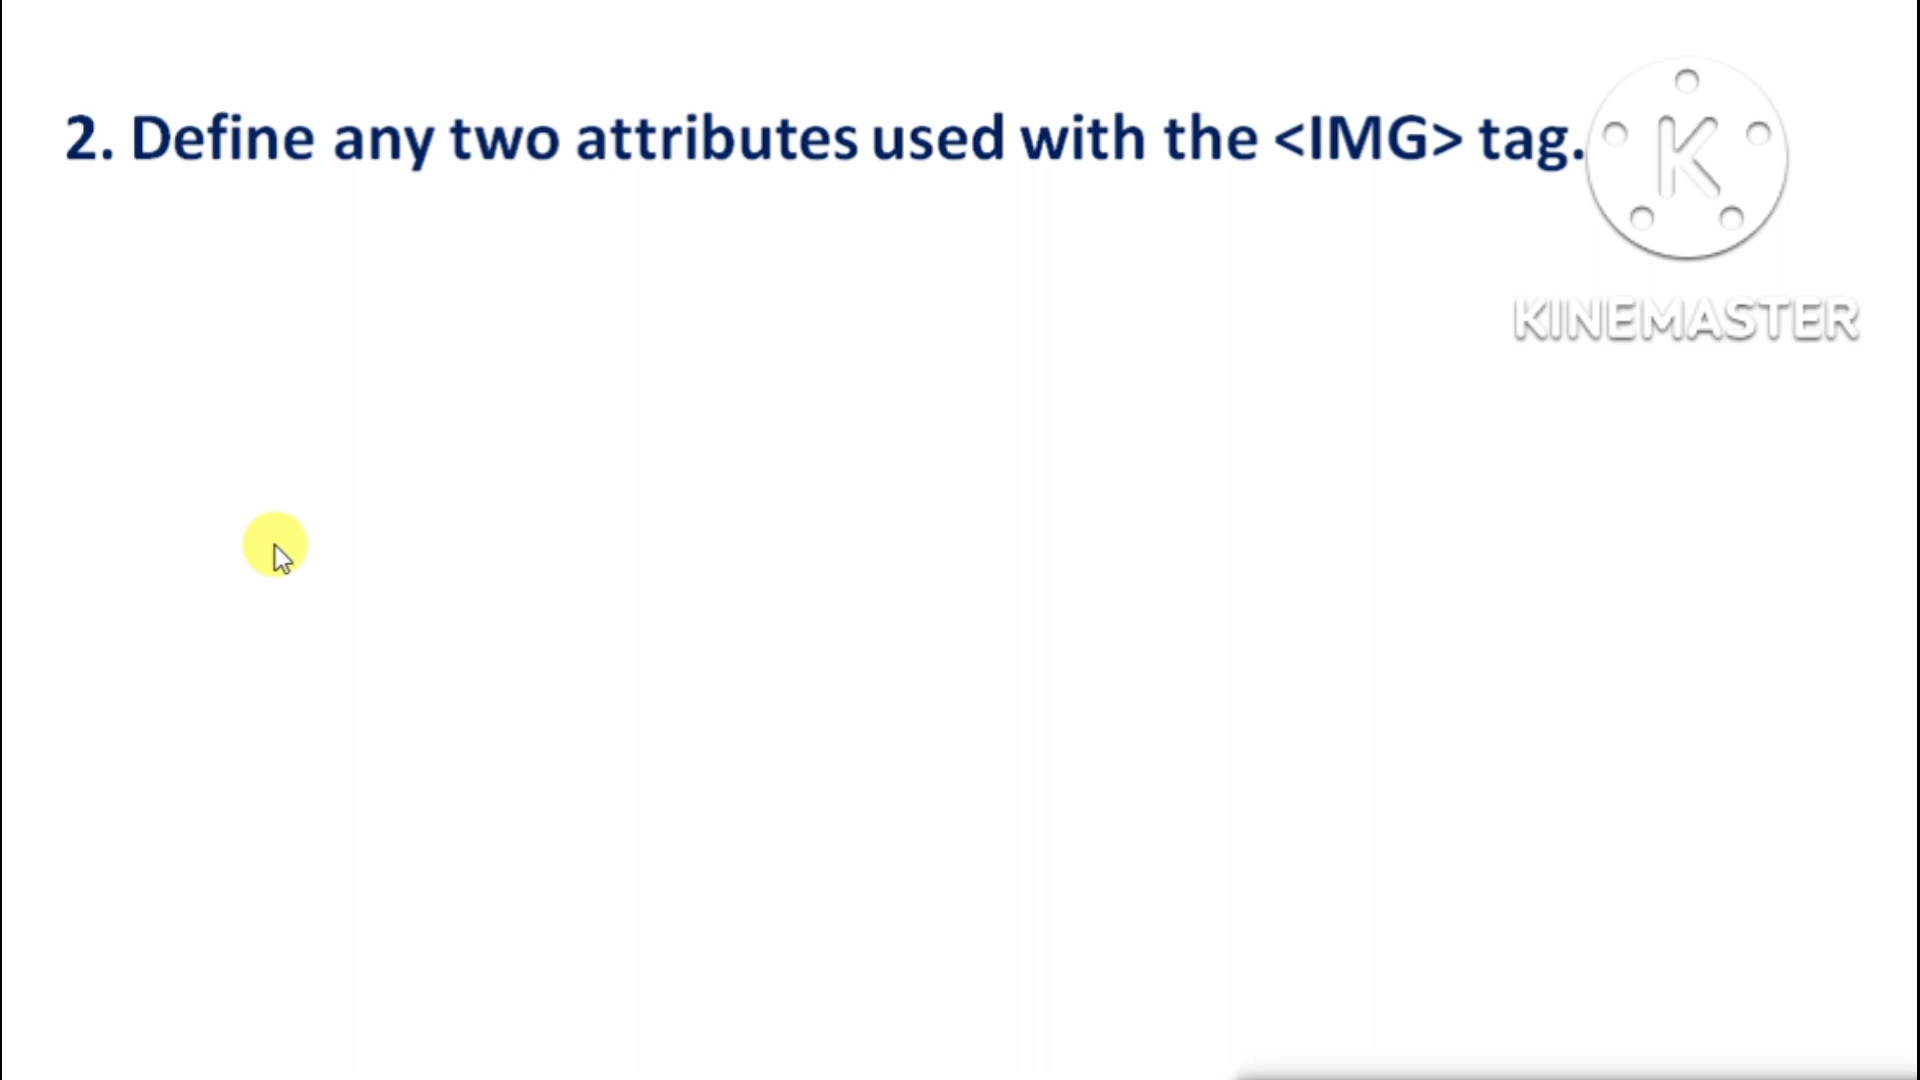 2. Define any two attributes used with the <IMG> tag.
K
KINEMASTER